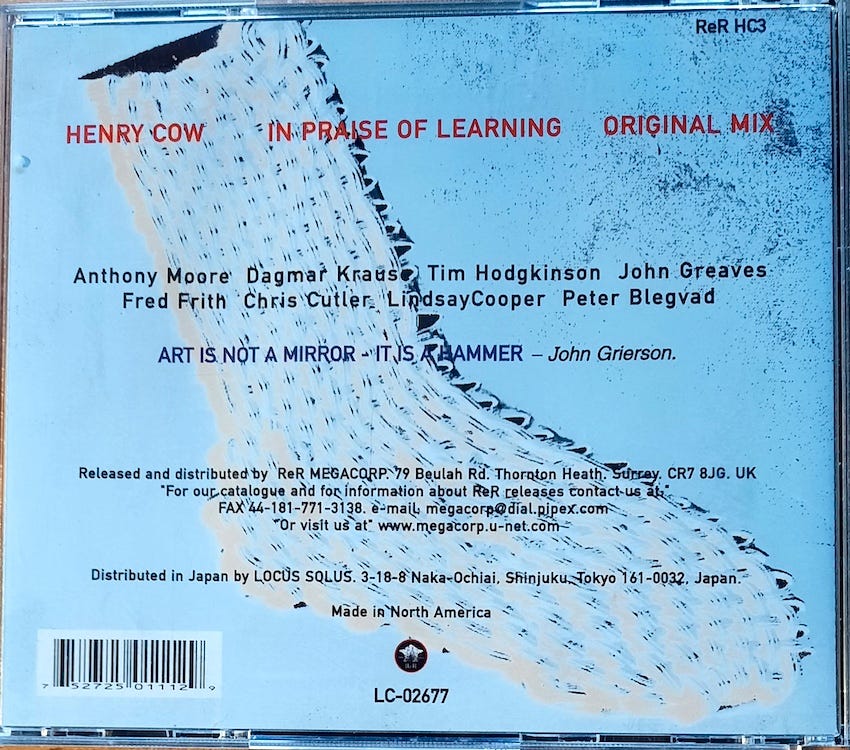 ReR HC3
HENRY COW IN PRAISE OF LEARNING ORIGINAL MIX
Anthony Moore Dagmar Krause Tim Hodgkinson John Greaves
Fred Frith Chris Cutler LindsayCooper Peter Blegvad
ART IS NOT A MIRROR - IT IS A HAMMER – John Grierson.
Released and distributed by ReR MEGACORP. 79 Beulah Rd. Thornton Heath. Surrey. CR7 8JG. UK
"For our catalogue and for information about ReR releases contact us at:"
FAX 44-181-771-3138. e-mail. megacorp@dial.pipex.com
"Or visit us at" www.megacorp.u-net.com
Distributed in Japan by LOCUS SOLUS. 3-18-8 Naka-Ochiai, Shinjuku, Tokyo 161-0032, Japan.
Made in North America
7 52725 01112 9
LC-02677